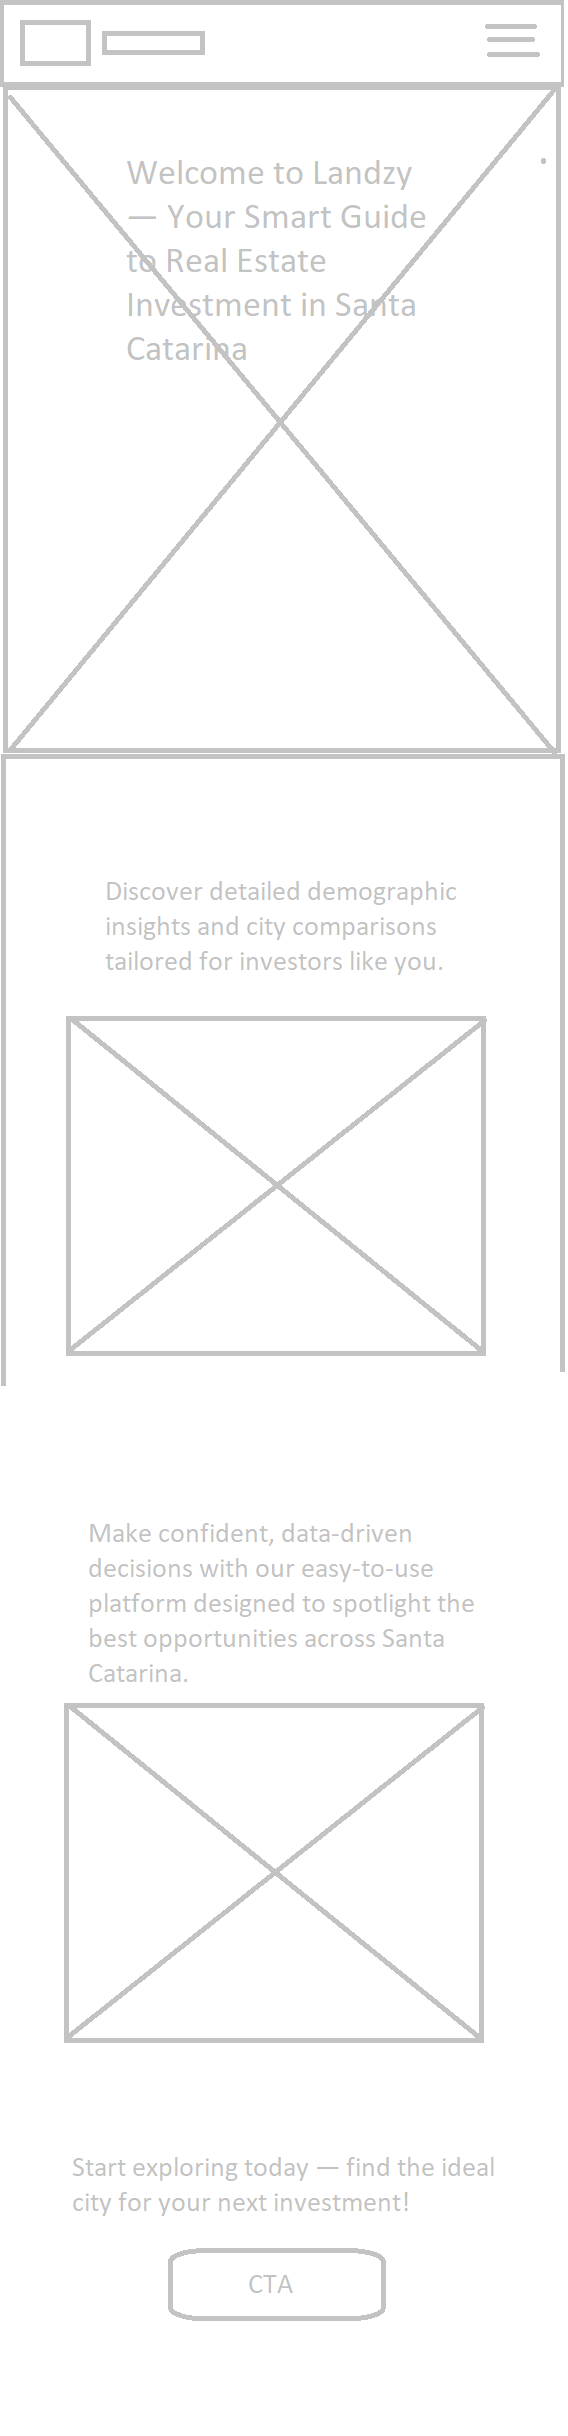 Welcome to Landzy
— Your Smart Guide
to Real Estate
Investment in Santa
Catarina
Discover detailed demographic
insights and city comparisons
tailored for investors like you.
Make confident, data-driven
decisions with our easy-to-use
platform designed to spotlight the
best opportunities across Santa
Catarina.
Start exploring today — find the ideal
city for your next investment!
CTA